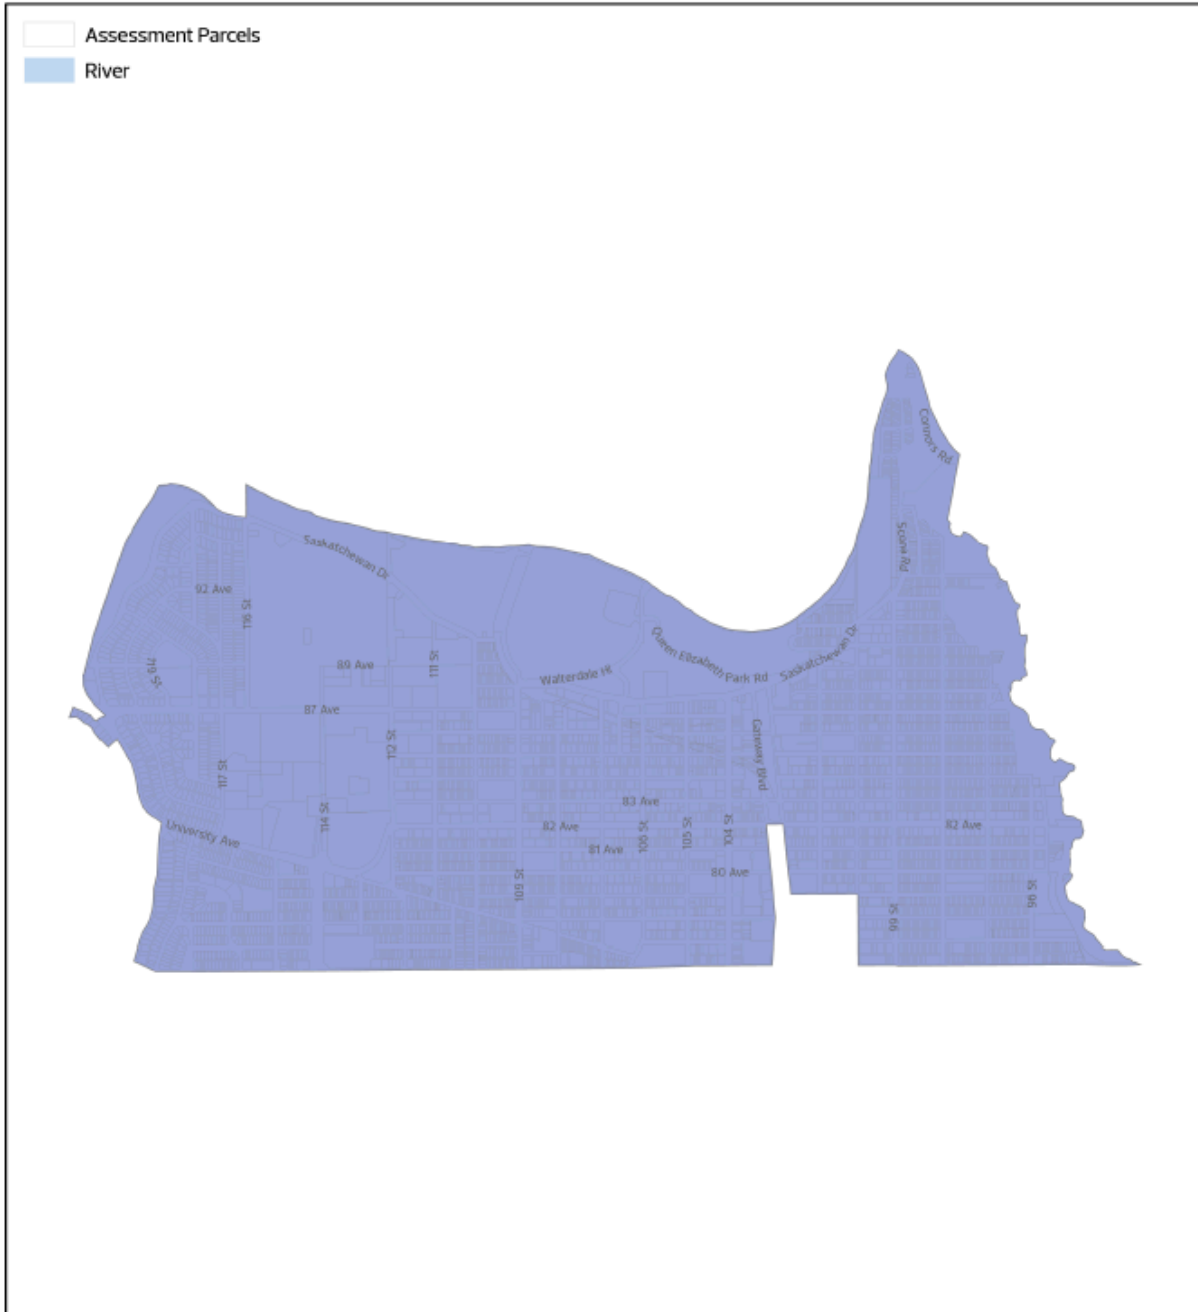 Assessment Parcels
River
Connors Rd
Scona Rd
Saskatchewan Dr
92 Ave
116 St
Queen Elizabeth Park Rd
Saskatchewan Dr
111 St
89 Ave
Walterdale Hl
87 Ave
112 St
Gateway Blvd
117 St
83 Ave
114 St
University Ave
82 Ave
106 St
105 St
104 St
82 Ave
81 Ave
80 Ave
109 St
96 St
99 St